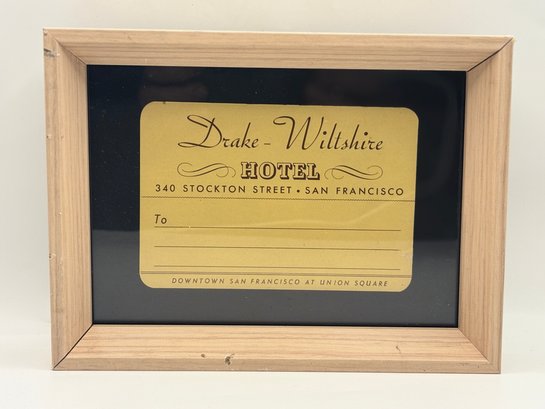 Drake - Wiltshire
HOTEL
340 STOCKTON STREET • SAN FRANCISCO
To
DOWNTOWN SAN FRANCISCO AT UNION SQUARE